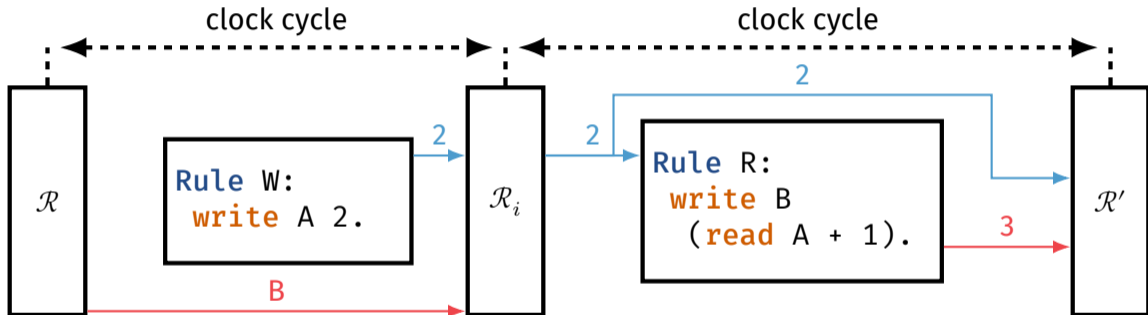 clock cycle
clock cycle
ℛ
Rule W:
write A 2.
2
B
ℛᵢ
2
2
Rule R:
write B
(read A + 1).
3
ℛ′